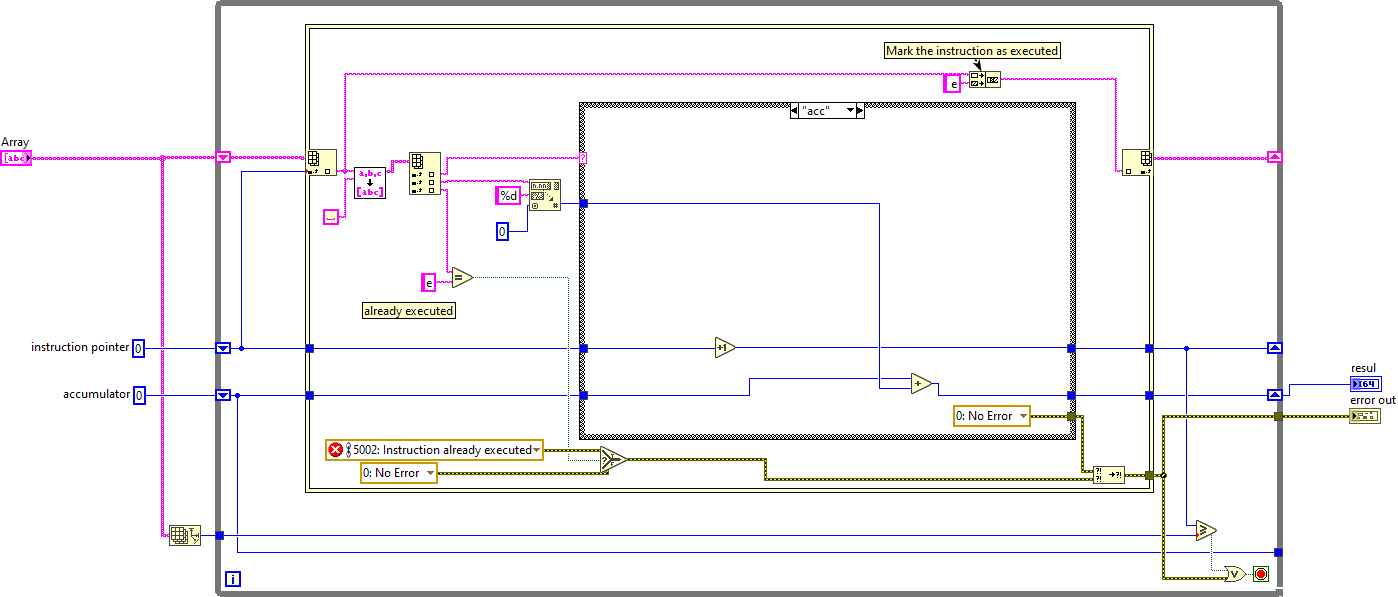 Mark the instruction as executed
e
"acc"
Array
[abc]
a,b,c
[abc]
?
%d
n.nn
#
0
e
=
already executed
instruction pointer
0
+1
resul
I64
accumulator
0
+
error out
0: No Error
5002: Instruction already executed
?
T
F
0: No Error
?!
?!
→?!
≥
V
i